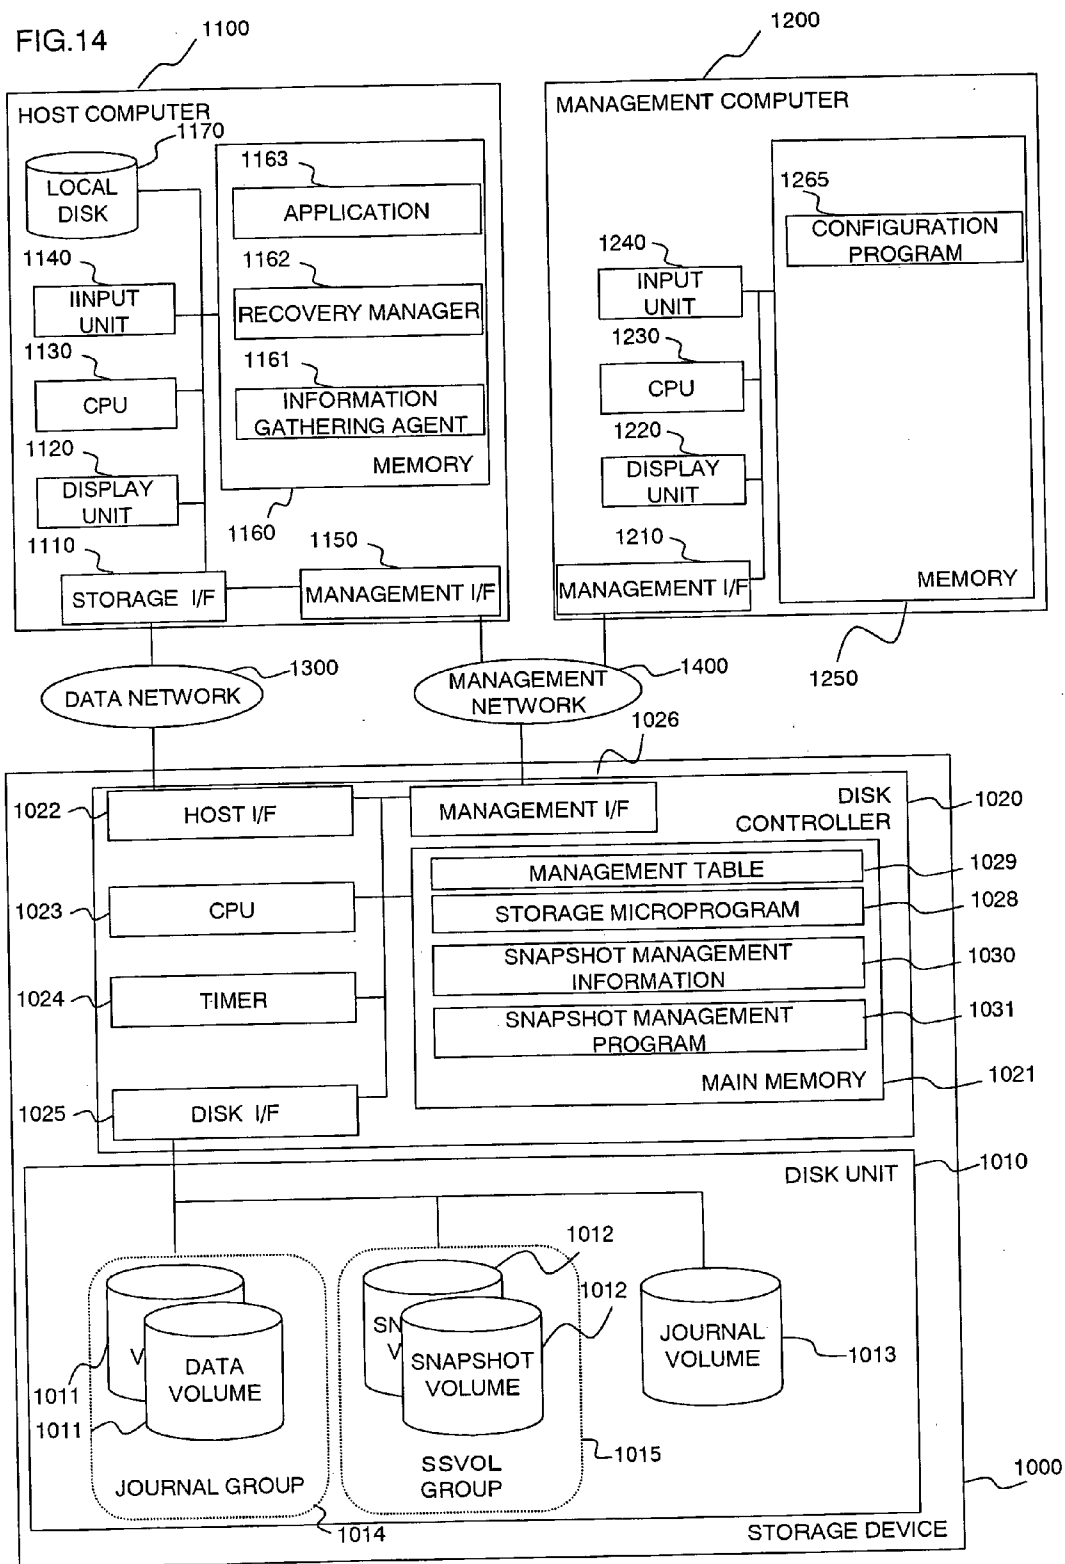 FIG.14
1100
1200
HOST COMPUTER
1170
LOCAL
DISK
1140
IINPUT
UNIT
1130
CPU
1120
DISPLAY
UNIT
1110
STORAGE I/F
1163
APPLICATION
1162
RECOVERY MANAGER
1161
INFORMATION
GATHERING AGENT
MEMORY
1160
1150
MANAGEMENT I/F
MANAGEMENT COMPUTER
1265
CONFIGURATION
PROGRAM
1240
INPUT
UNIT
1230
CPU
1220
DISPLAY
UNIT
1210
MANAGEMENT I/F
MEMORY
1250
1300
DATA NETWORK
1400
MANAGEMENT
NETWORK
1026
1022
HOST I/F
MANAGEMENT I/F
DISK
CONTROLLER
1020
1023
CPU
MANAGEMENT TABLE
1029
STORAGE MICROPROGRAM
1028
1024
TIMER
SNAPSHOT MANAGEMENT
INFORMATION
1030
SNAPSHOT MANAGEMENT
PROGRAM
1031
MAIN MEMORY
1021
1025
DISK I/F
DISK UNIT
1010
1012
1012
V
DATA
VOLUME
1011
1011
JOURNAL GROUP
1014
SN
V
SNAPSHOT
VOLUME
SSVOL
GROUP
1015
JOURNAL
VOLUME
1013
1000
STORAGE DEVICE